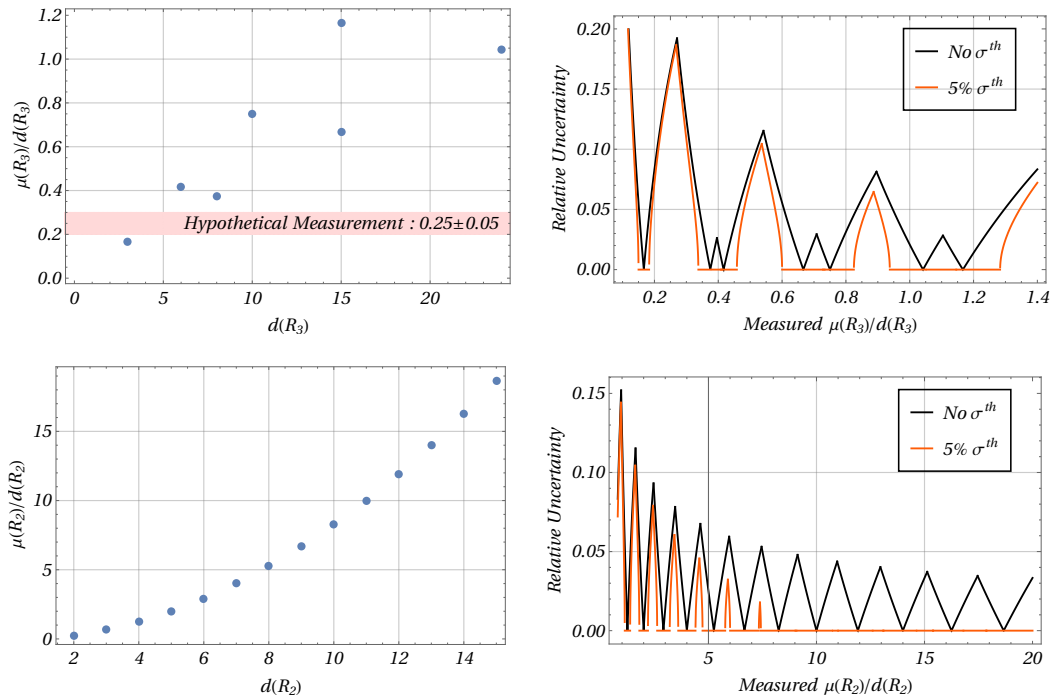 μ(R3)/d(R3)
1.2
1.0
0.8
0.6
0.4
0.2
0.0
Hypothetical Measurement : 0.25±0.05
0 5 10 15 20
d(R3)
Relative Uncertainty
0.20
0.15
0.10
0.05
0.00
No σ^th
5% σ^th
0.2 0.4 0.6 0.8 1.0 1.2 1.4
Measured μ(R3)/d(R3)
μ(R2)/d(R2)
15
10
5
0
2 4 6 8 10 12 14
d(R2)
Relative Uncertainty
0.15
0.10
0.05
0.00
No σ^th
5% σ^th
5 10 15 20
Measured μ(R2)/d(R2)